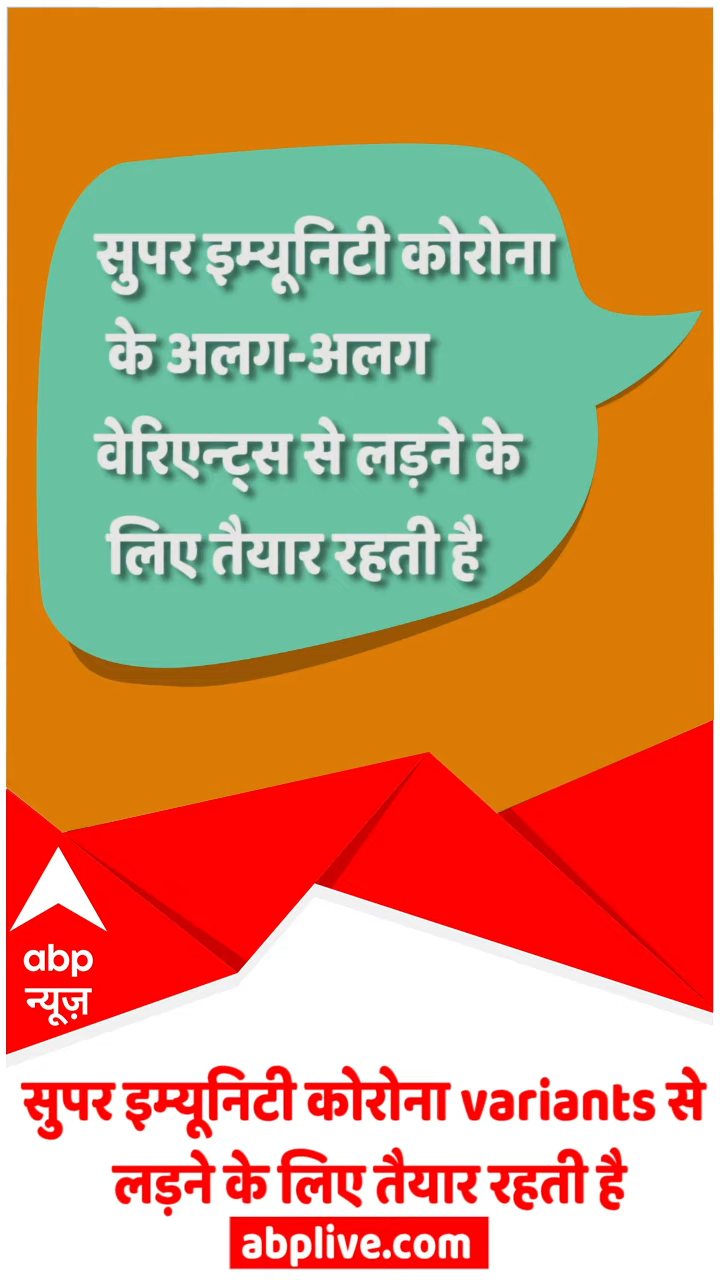 सुपर इम्यूनिटी कोरोना
के अलग-अलग
वेरिएन्ट्स से लड़ने के
लिए तैयार रहती है
abp
न्यूज़
सुपर इम्यूनिटी कोरोना variants से
लड़ने के लिए तैयार रहती है
abplive.com